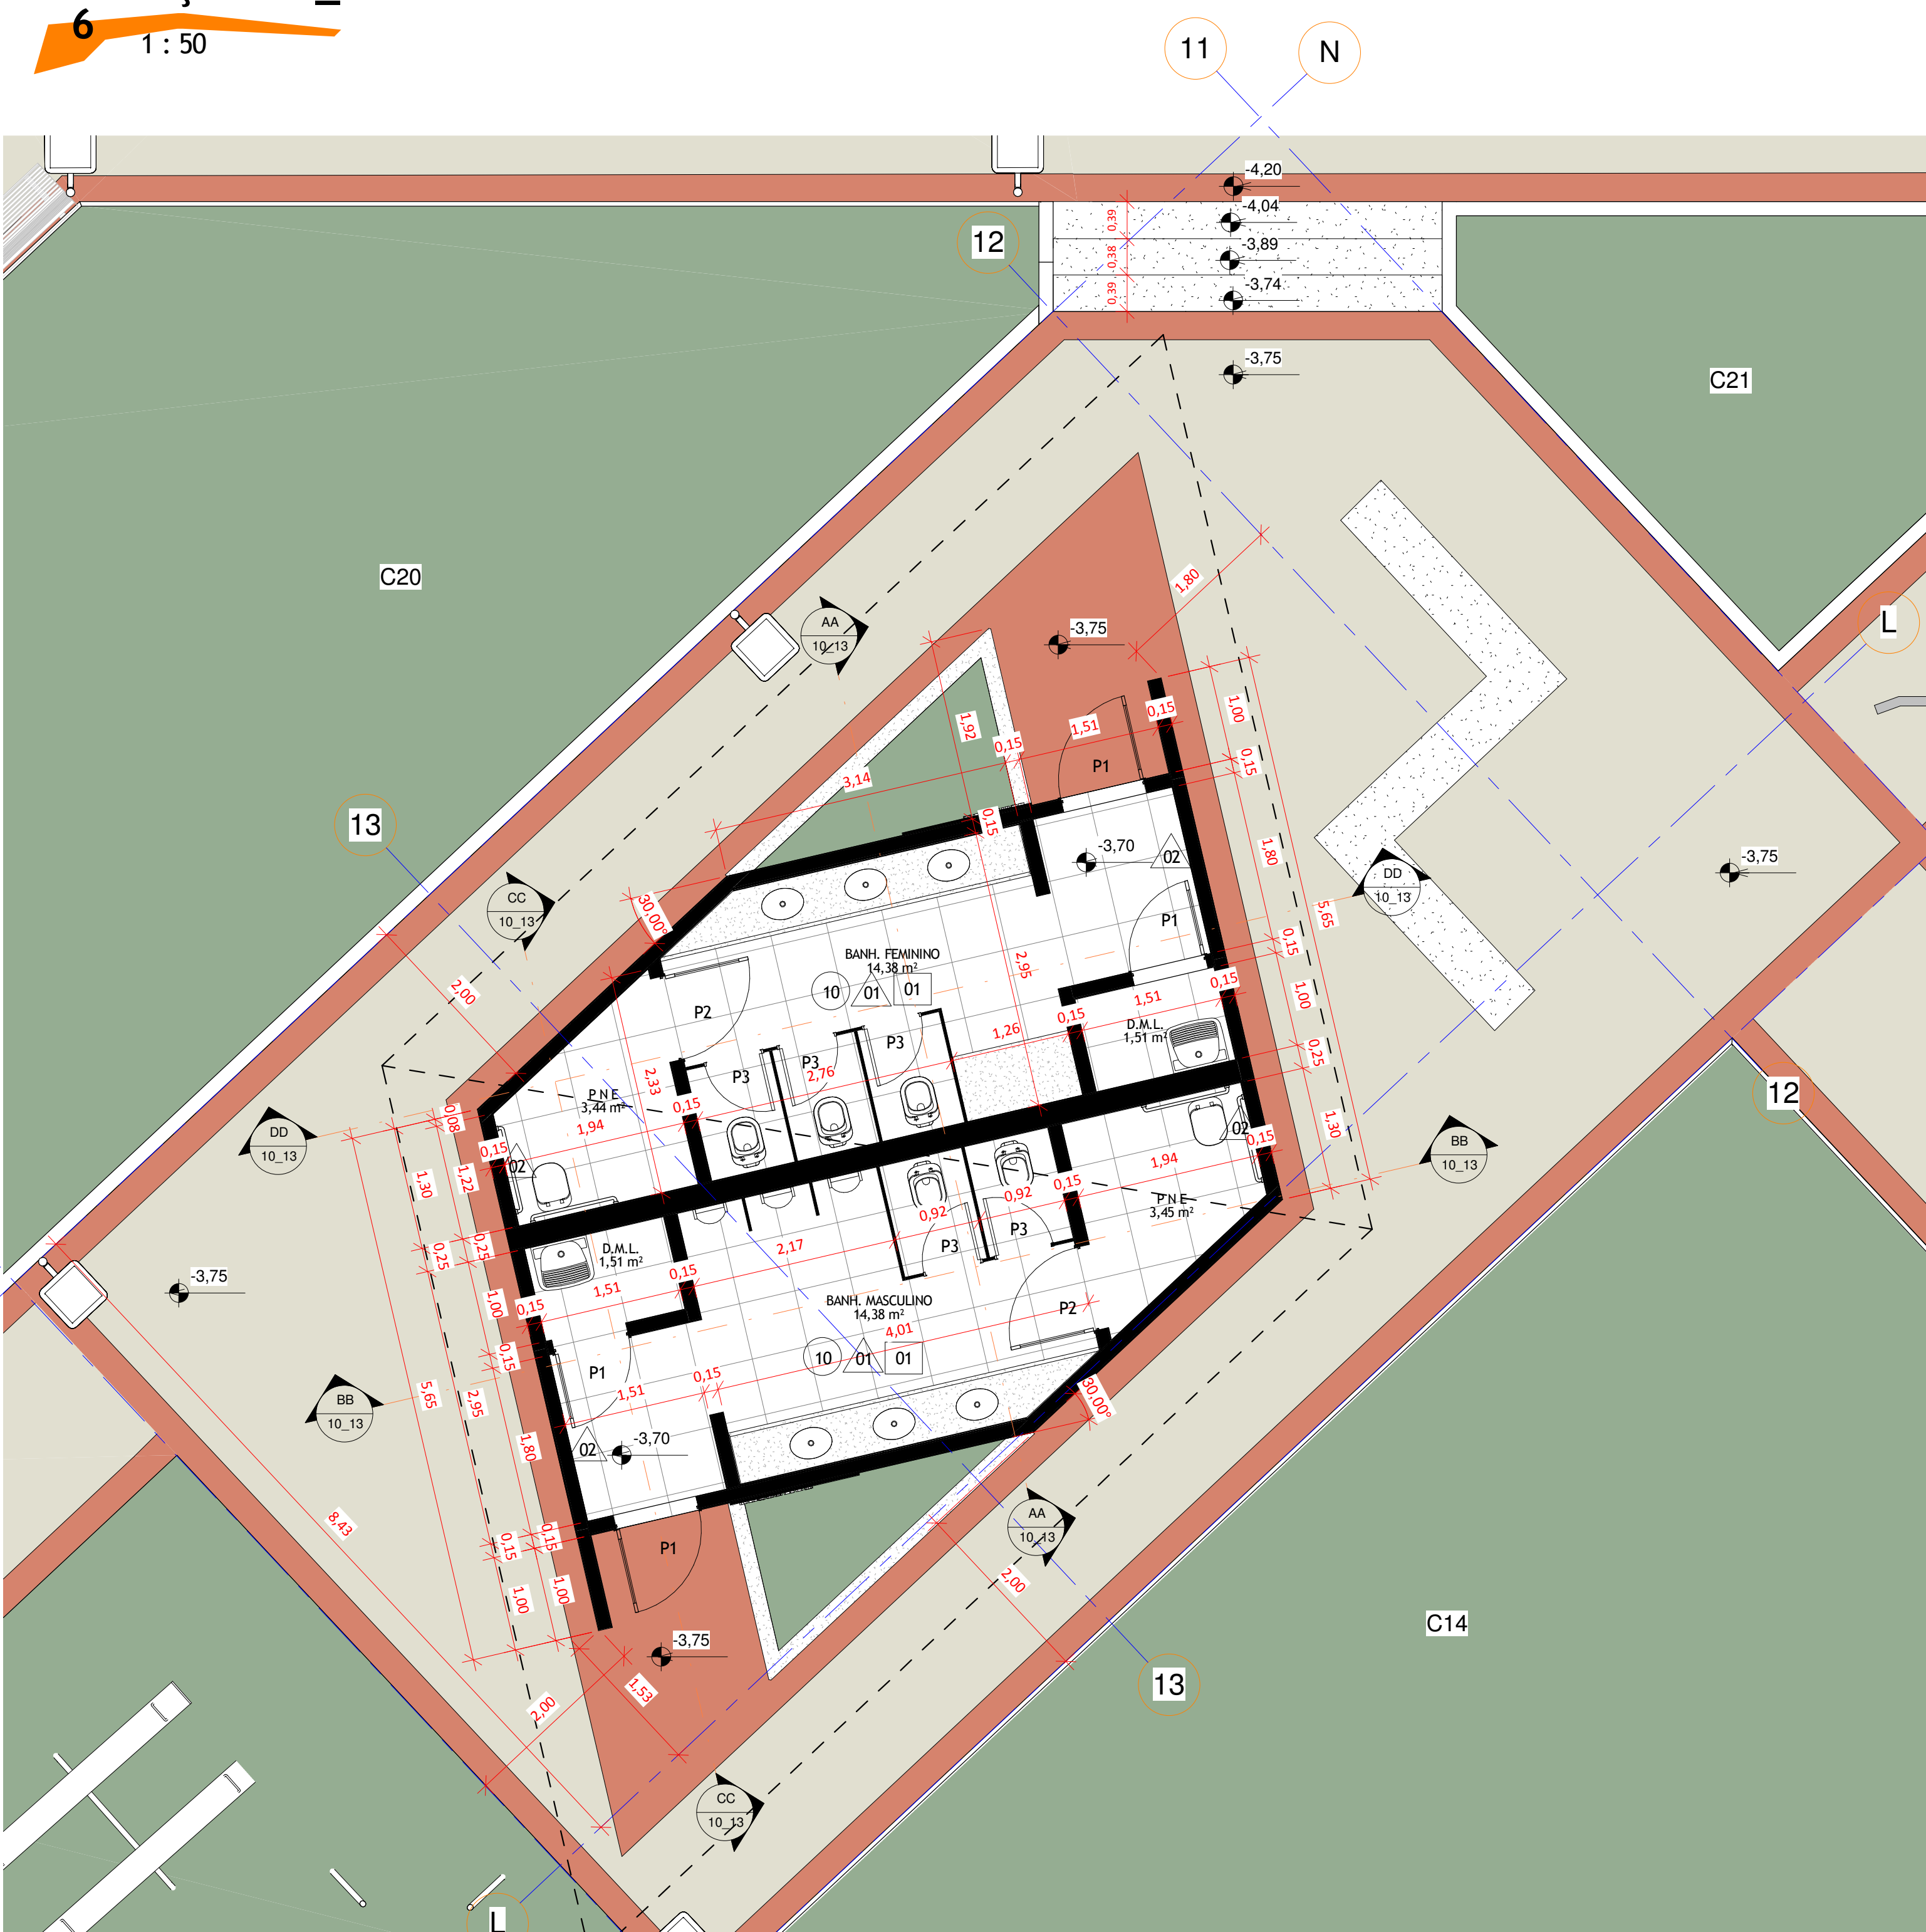 6
1 : 50
11
N
-4,20
-4,04
0,39
12
-3,89
0,38
-3,74
0,39
-3,75
C21
C20
1,80
L
AA
10_13
-3,75
1,00
0,15
1,92
1,51
0,15
0,15
P1
3,14
13
0,15
-3,70
02
1,80
-3,75
DD
10_13
CC
10_13
30.00°
P1
5,65
0,15
BANH. FEMININO
14,38 m²
10
01
01
2,95
2,00
P2
0,15
1,51
1,00
0,15
1,26
D.M.L.
1,51 m²
P3
P3
P3
2,76
0,25
2,33
P N E
3,44 m²
0,15
1,94
0,08
12
1,30
DD
10_13
02
0,15
BB
10_13
0,15
02
1,94
1,30
1,22
0,92
0,15
P N E
3,45 m²
0,92
P3
P3
2,17
0,25
0,25
D.M.L.
1,51 m²
0,15
-3,75
1,51
1,00
0,15
BANH. MASCULINO
14,38 m²
P2
4,01
10
01
01
0,15
P1
1,51
0,15
30.00°
BB
10_13
5,65
2,95
1,80
02
-3,70
8,43
0,15
0,15
P1
AA
10_13
1,00
1,00
2,00
C14
-3,75
1,53
13
2,00
CC
10_13
L